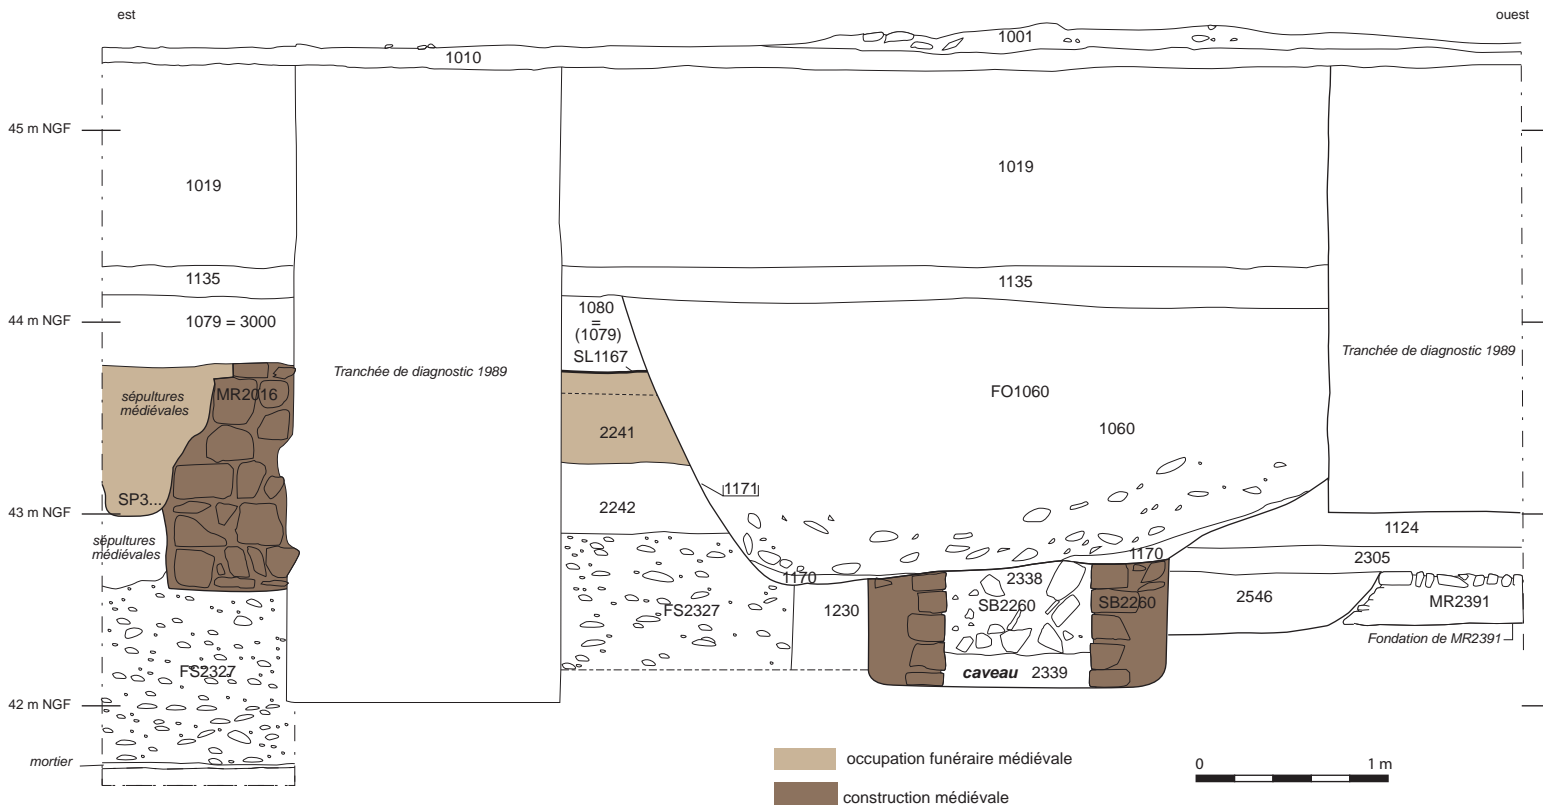 est
ouest
1001
1010
45 m NGF
1019
1019
1135
1135
44 m NGF
1079 = 3000
1080
=
(1079)
SL1167
Tranchée de diagnostic 1989
Tranchée de diagnostic 1989
sépultures
médiévales
MR2016
FO1060
2241
1060
SP3...
1171
43 m NGF
2242
1124
sépultures
médiévales
1170
2305
1170
2338
FS2327
1230
SB2260
SB2260
2546
MR2391
Fondation de MR2391
FS2327
caveau 2339
42 m NGF
mortier
occupation funéraire médiévale
construction médiévale
0
1 m